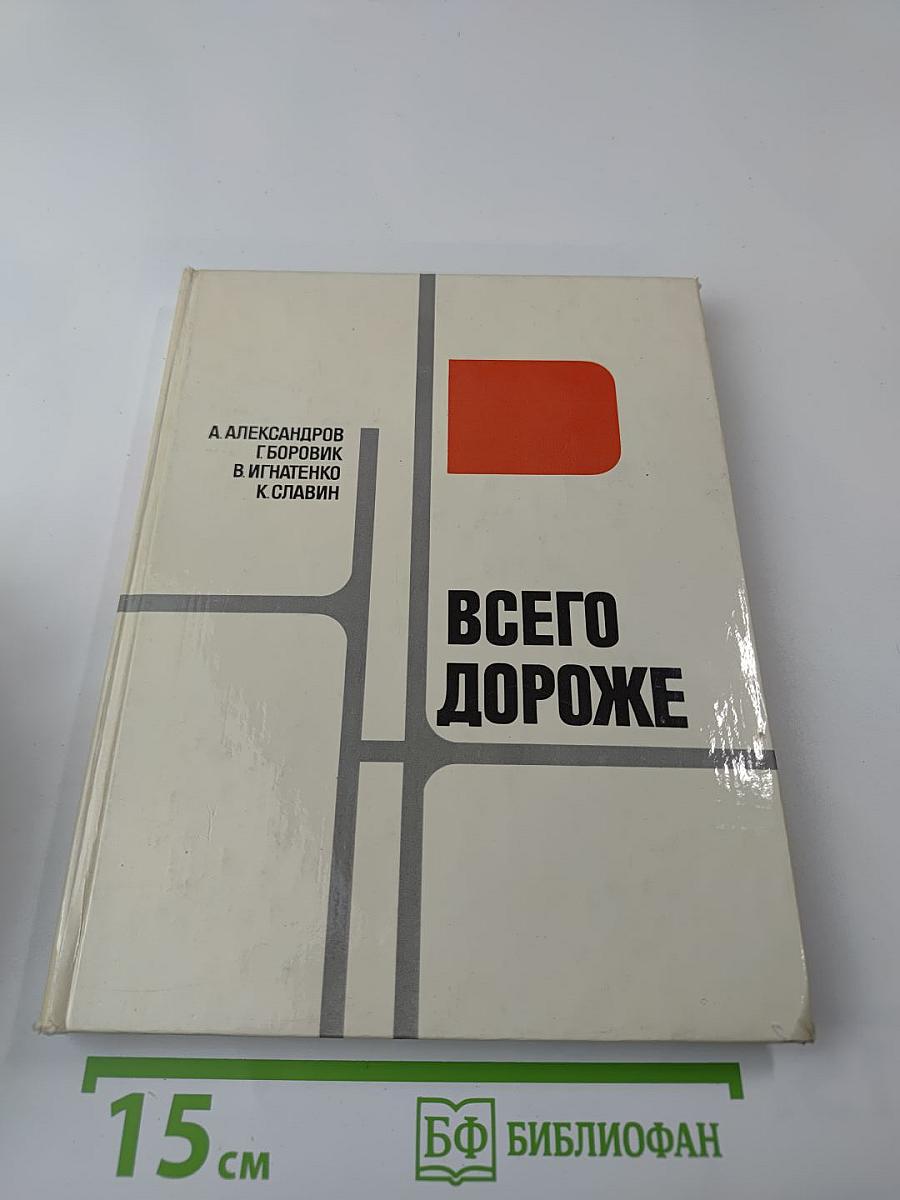 А. АЛЕКСАНДРОВ
Г. БОРОВИК
В. ИГНАТЕНКО
К. СЛАВИН
ВСЕГО
ДОРОЖЕ
15 см
БФ БИБЛИОФАН